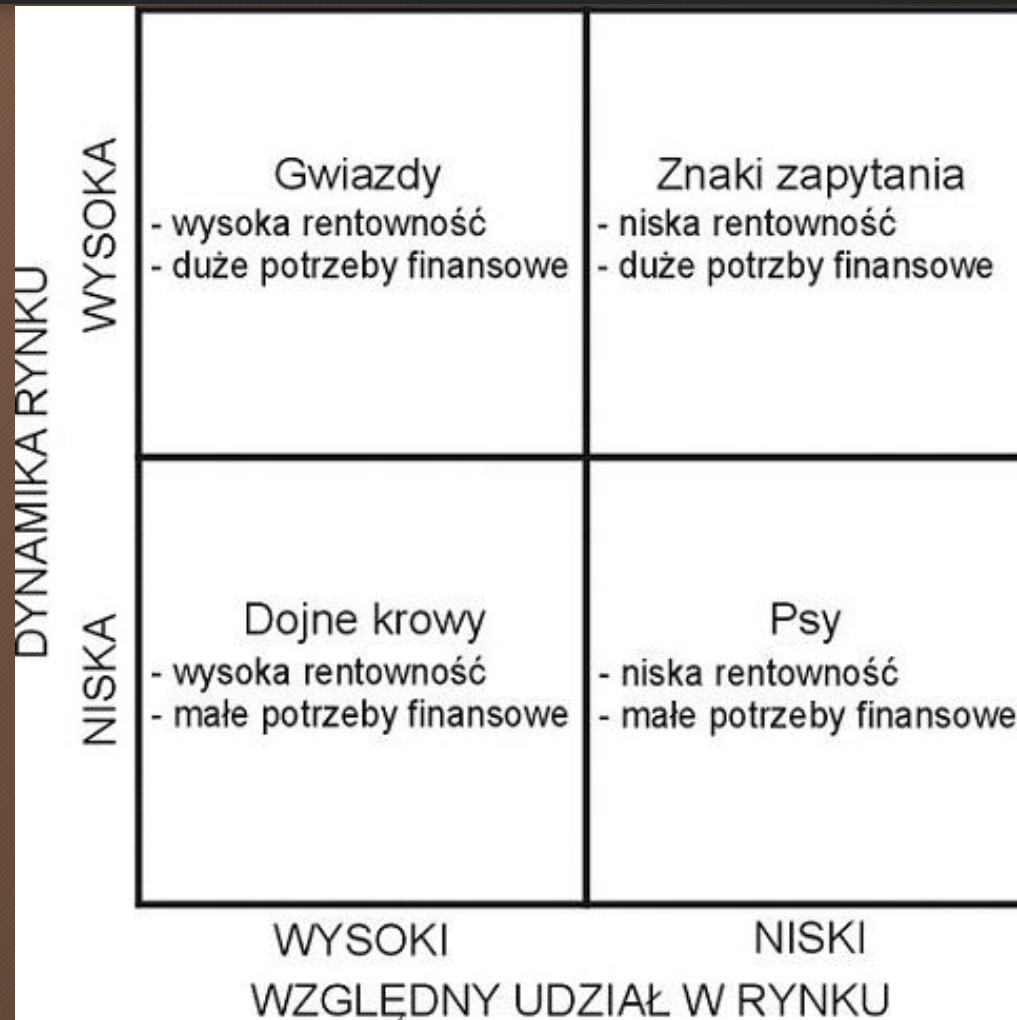 DYNAMIKA RYNKU
WYSOKA
Gwiazdy
- wysoka rentowność
- duże potrzeby finansowe
Znaki zapytania
- niska rentowność
- duże potrzby finansowe
NISKA
Dojne krowy
- wysoka rentowność
- małe potrzeby finansowe
Psy
- niska rentowność
- małe potrzeby finansowe
WYSOKI
NISKI
WZGLĘDNY UDZIAŁ W RYNKU